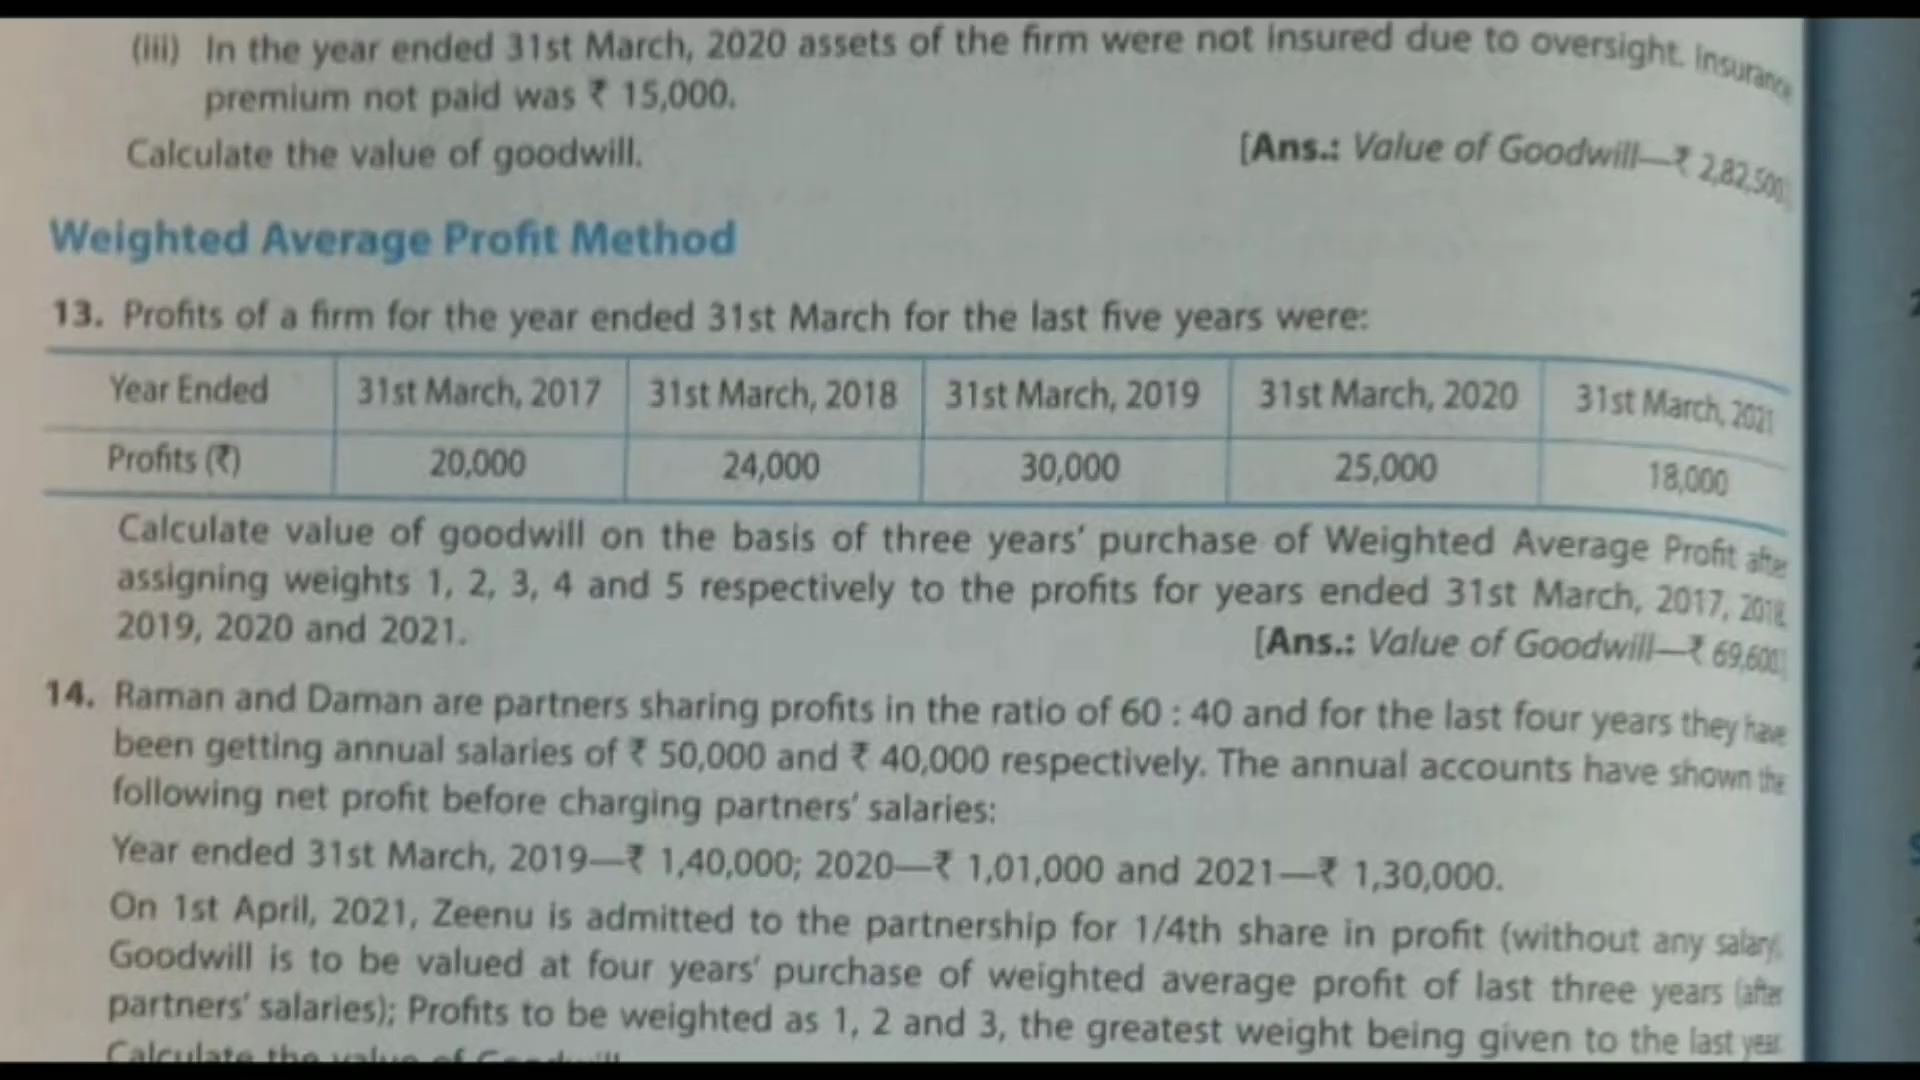 (iii) In the year ended 31st March, 2020 assets of the firm were not insured due to oversight. Insurance
premium not paid was ₹ 15,000.
Calculate the value of goodwill.
[Ans.: Value of Goodwill—₹ 2,82,500]
Weighted Average Profit Method
13. Profits of a firm for the year ended 31st March for the last five years were:
Year Ended 31st March, 2017 31st March, 2018 31st March, 2019 31st March, 2020 31st March, 2021
Profits (₹) 20,000 24,000 30,000 25,000 18,000
Calculate value of goodwill on the basis of three years' purchase of Weighted Average Profit after
assigning weights 1, 2, 3, 4 and 5 respectively to the profits for years ended 31st March, 2017, 2018,
2019, 2020 and 2021.
[Ans.: Value of Goodwill—₹ 69,600]
14. Raman and Daman are partners sharing profits in the ratio of 60 : 40 and for the last four years they have
been getting annual salaries of ₹ 50,000 and ₹ 40,000 respectively. The annual accounts have shown the
following net profit before charging partners' salaries:
Year ended 31st March, 2019—₹ 1,40,000; 2020—₹ 1,01,000 and 2021—₹ 1,30,000.
On 1st April, 2021, Zeenu is admitted to the partnership for 1/4th share in profit (without any salary).
Goodwill is to be valued at four years' purchase of weighted average profit of last three years (after
partners' salaries); Profits to be weighted as 1, 2 and 3, the greatest weight being given to the last year.
Calculate the value of Goodwill